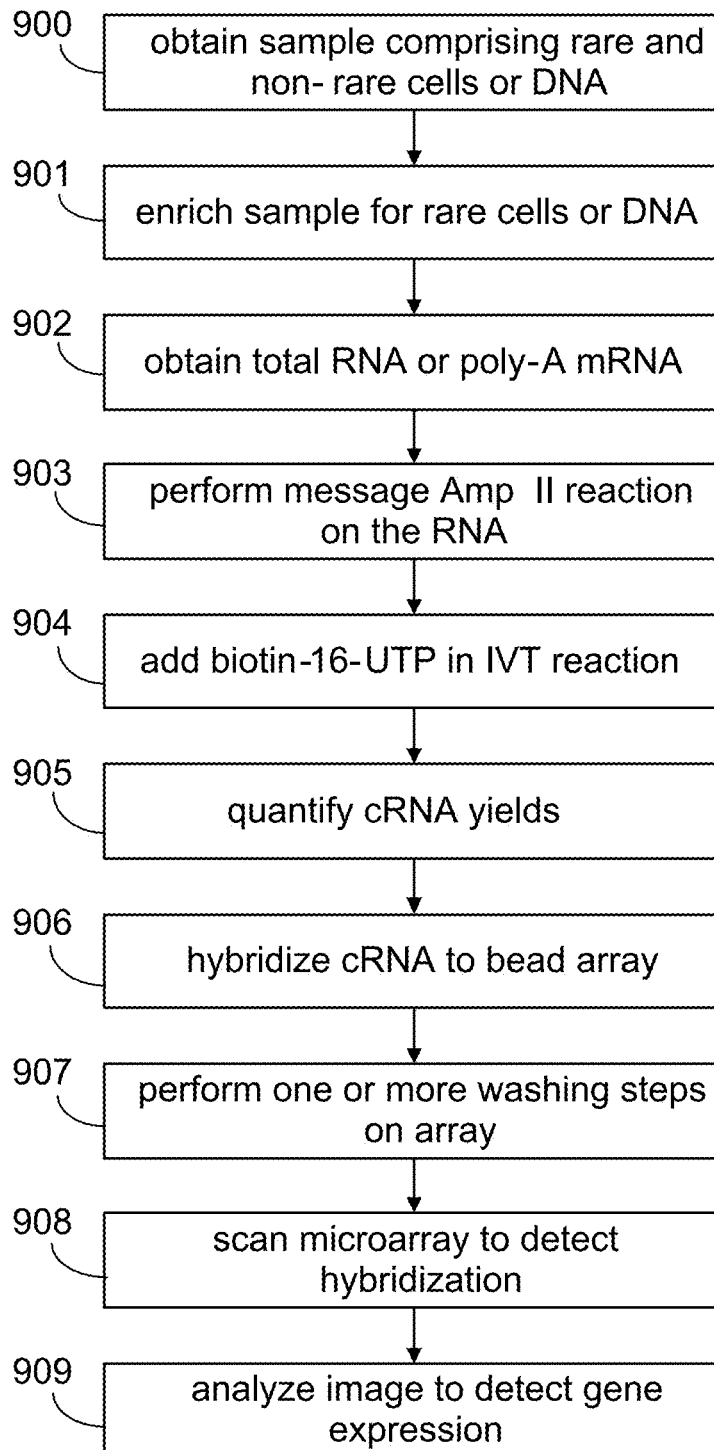 900
obtain sample comprising rare and
non- rare cells or DNA
901
enrich sample for rare cells or DNA
902
obtain total RNA or poly-A mRNA
903
perform message Amp II reaction
on the RNA
904
add biotin-16-UTP in IVT reaction
905
quantify cRNA yields
906
hybridize cRNA to bead array
907
perform one or more washing steps
on array
908
scan microarray to detect
hybridization
909
analyze image to detect gene
expression